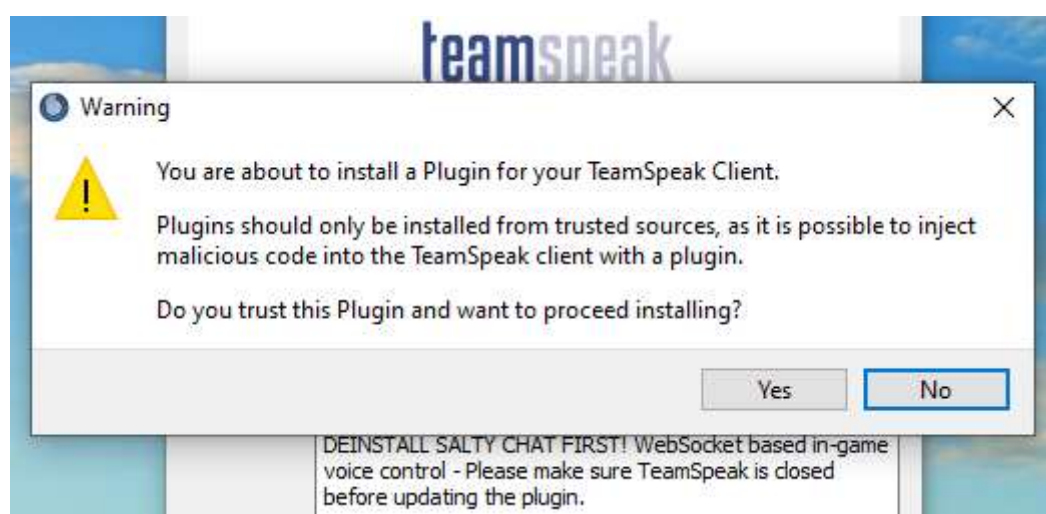 teamspeak
Warning
You are about to install a Plugin for your TeamSpeak Client.
Plugins should only be installed from trusted sources, as it is possible to inject
malicious code into the TeamSpeak client with a plugin.
Do you trust this Plugin and want to proceed installing?
Yes
No
DEINSTALL SALTY CHAT FIRST! WebSocket based in-game
voice control - Please make sure TeamSpeak is closed
before updating the plugin.